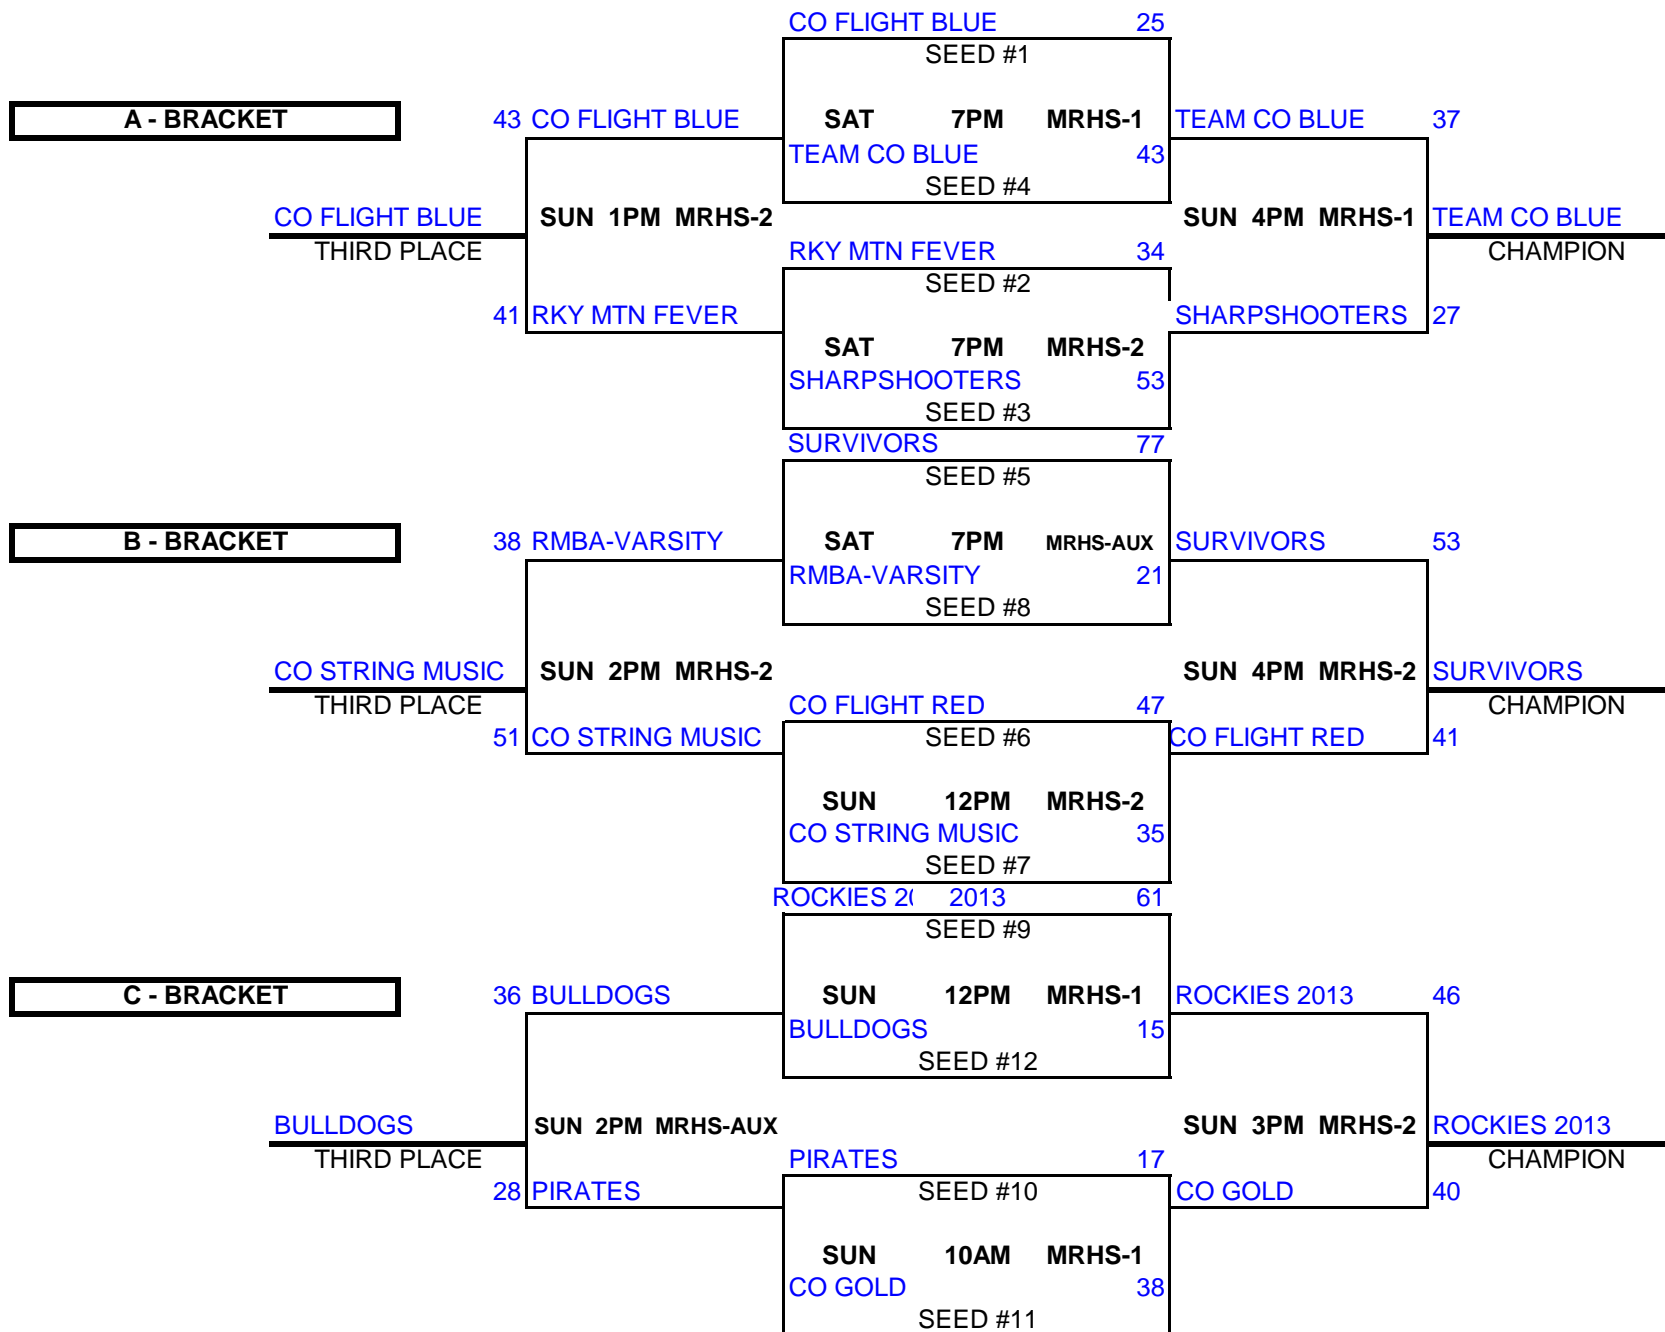 CO FLIGHT BLUE 25
SEED #1
A - BRACKET 43 CO FLIGHT BLUE SAT 7PM MRHS-1 TEAM CO BLUE 37
TEAM CO BLUE 43
SEED #4
CO FLIGHT BLUE SUN 1PM MRHS-2 SUN 4PM MRHS-1 TEAM CO BLUE
THIRD PLACE RKY MTN FEVER 34 CHAMPION
SEED #2
41 RKY MTN FEVER SHARPSHOOTERS 27
SAT 7PM MRHS-2
SHARPSHOOTERS 53
SEED #3
SURVIVORS 77
SEED #5
B - BRACKET 38 RMBA-VARSITY SAT 7PM MRHS-AUX SURVIVORS 53
RMBA-VARSITY 21
SEED #8
CO STRING MUSIC SUN 2PM MRHS-2 SUN 4PM MRHS-2 SURVIVORS
THIRD PLACE CO FLIGHT RED 47 CHAMPION
51 CO STRING MUSIC SEED #6 CO FLIGHT RED 41
SUN 12PM MRHS-2
CO STRING MUSIC 35
SEED #7
ROCKIES 20 2013 61
SEED #9
C - BRACKET 36 BULLDOGS SUN 12PM MRHS-1 ROCKIES 2013 46
BULLDOGS 15
SEED #12
BULLDOGS SUN 2PM MRHS-AUX SUN 3PM MRHS-2 ROCKIES 2013
THIRD PLACE PIRATES 17 CHAMPION
28 PIRATES SEED #10 CO GOLD 40
SUN 10AM MRHS-1
CO GOLD 38
SEED #11